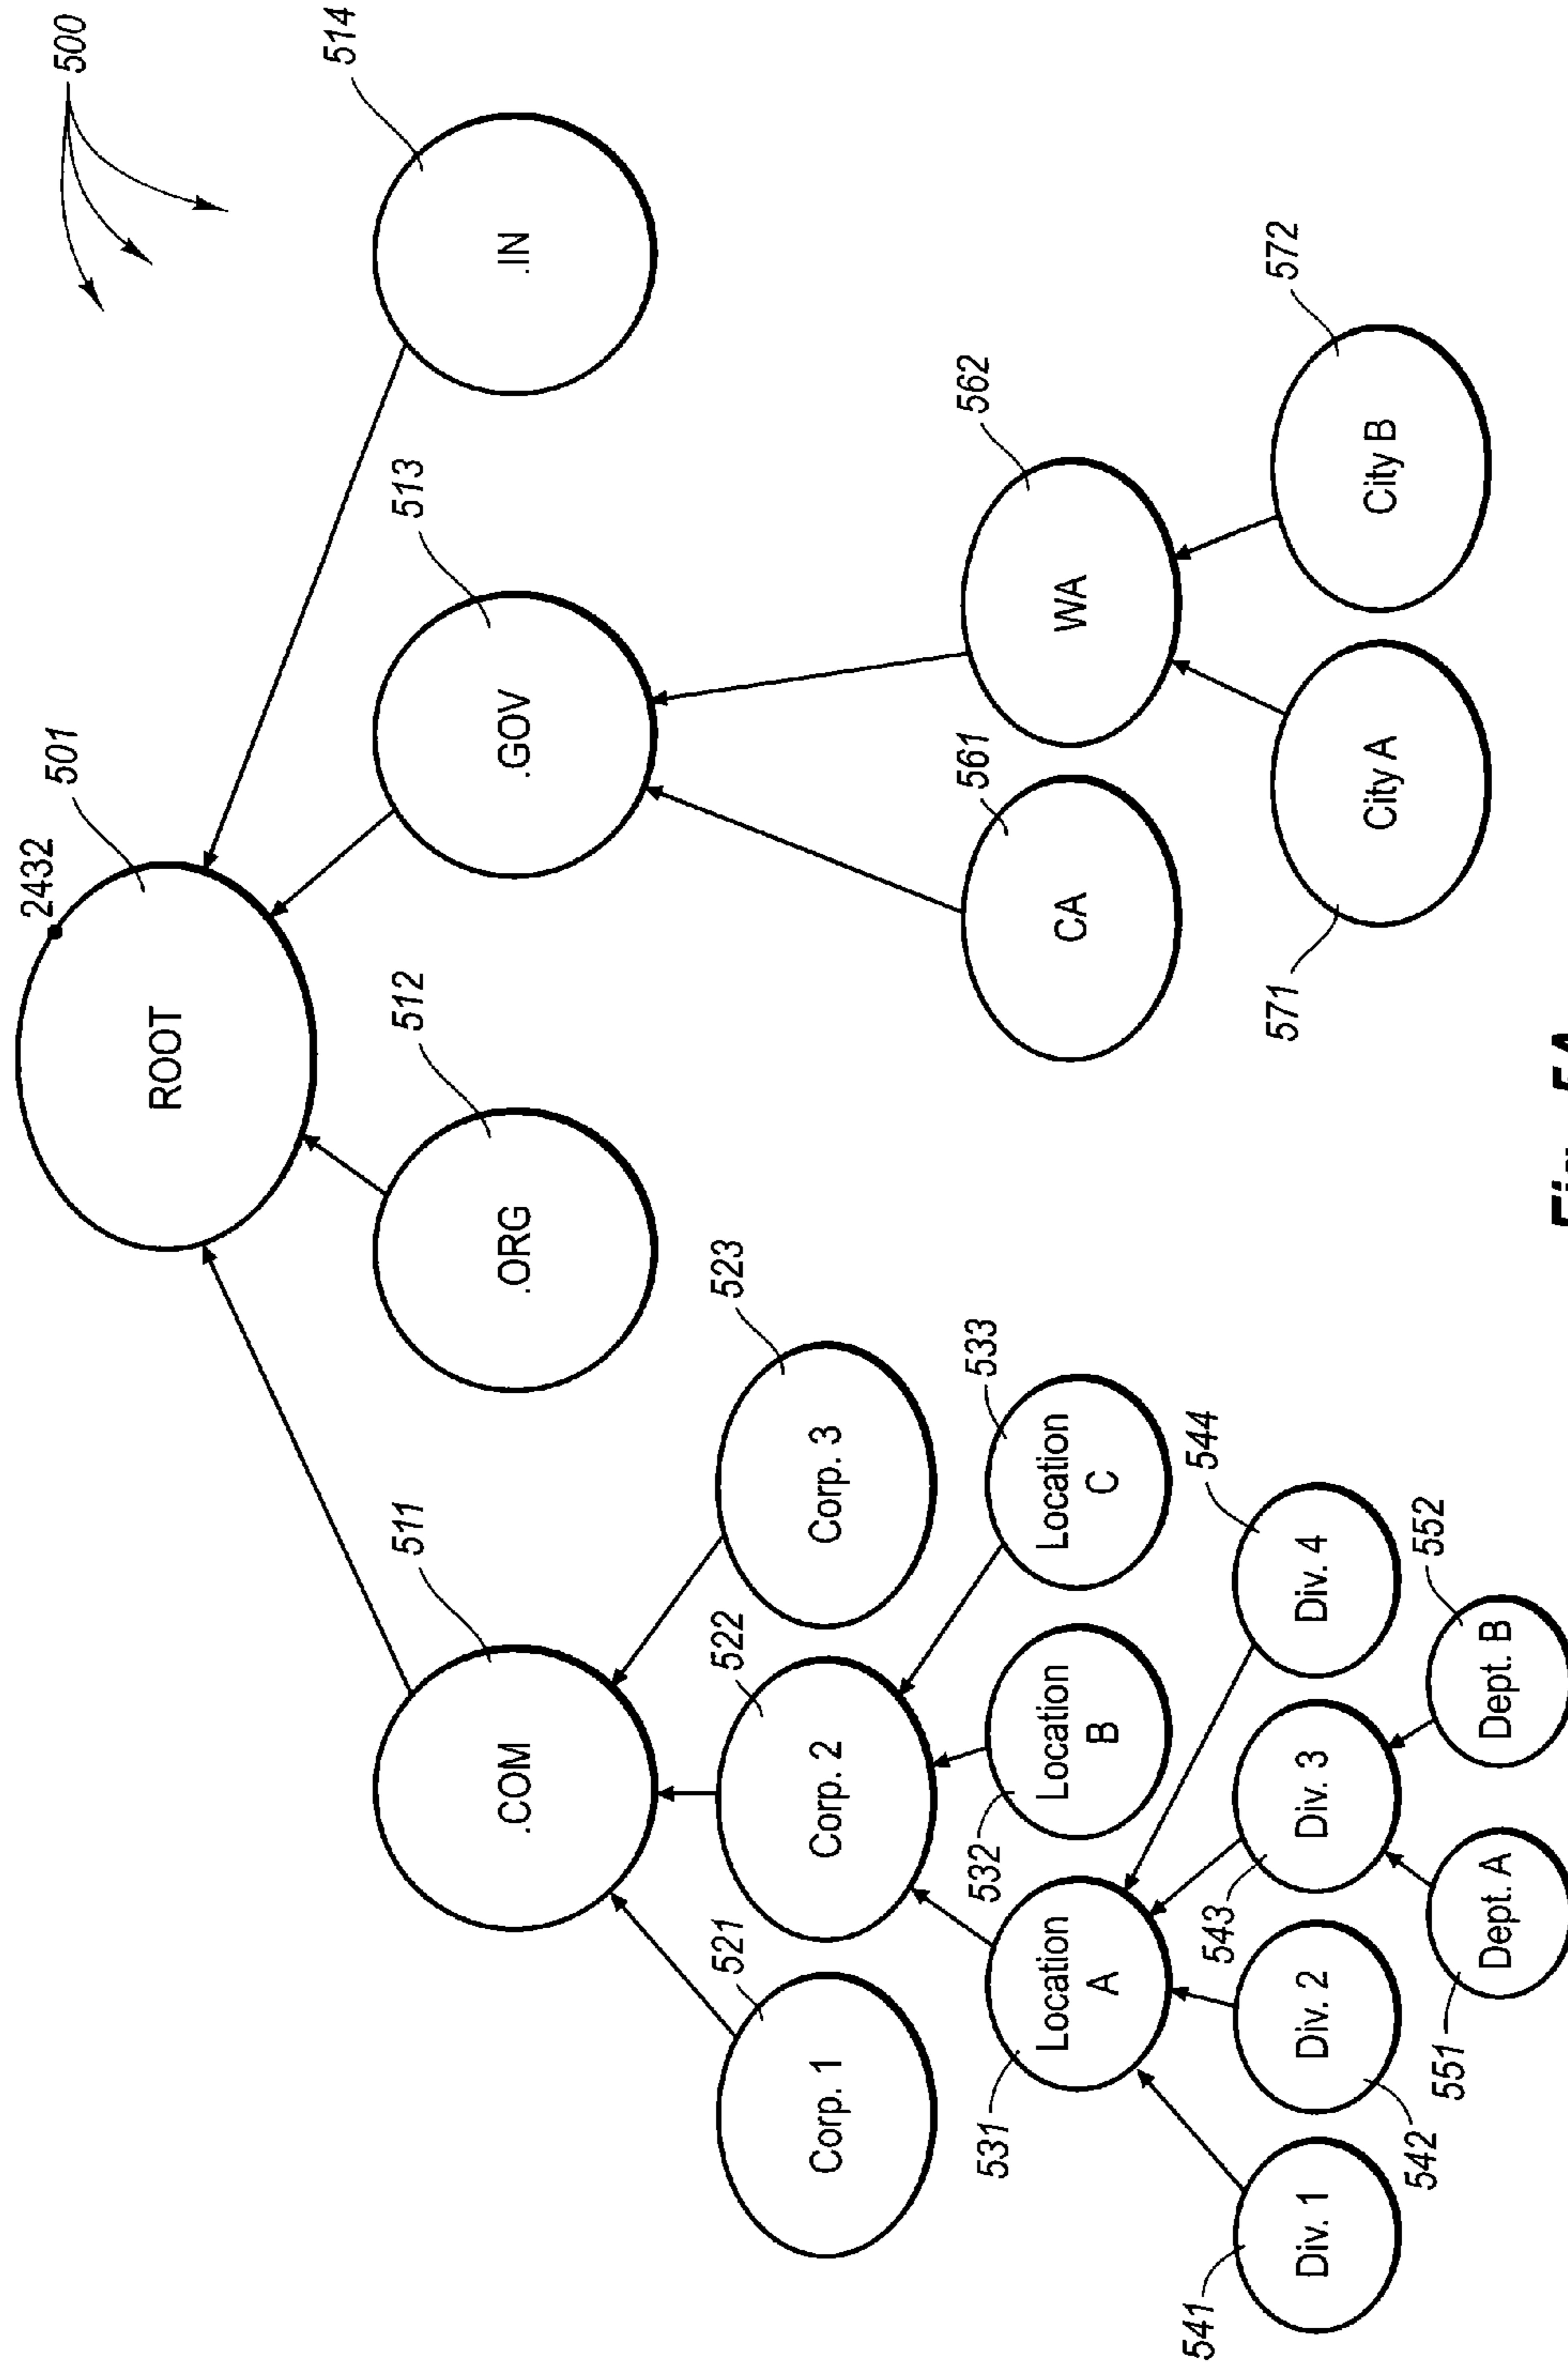 500
2432
501
ROOT
511
.COM
512
.ORG
513
.GOV
514
.IN
521
Corp. 1
522
Corp. 2
523
Corp. 3
531
Location
A
532
Location
B
533
Location
C
561
CA
562
WA
541
Div. 1
542
Div. 2
543
Div. 3
544
Div. 4
571
City A
572
City B
551
Dept. A
552
Dept. B